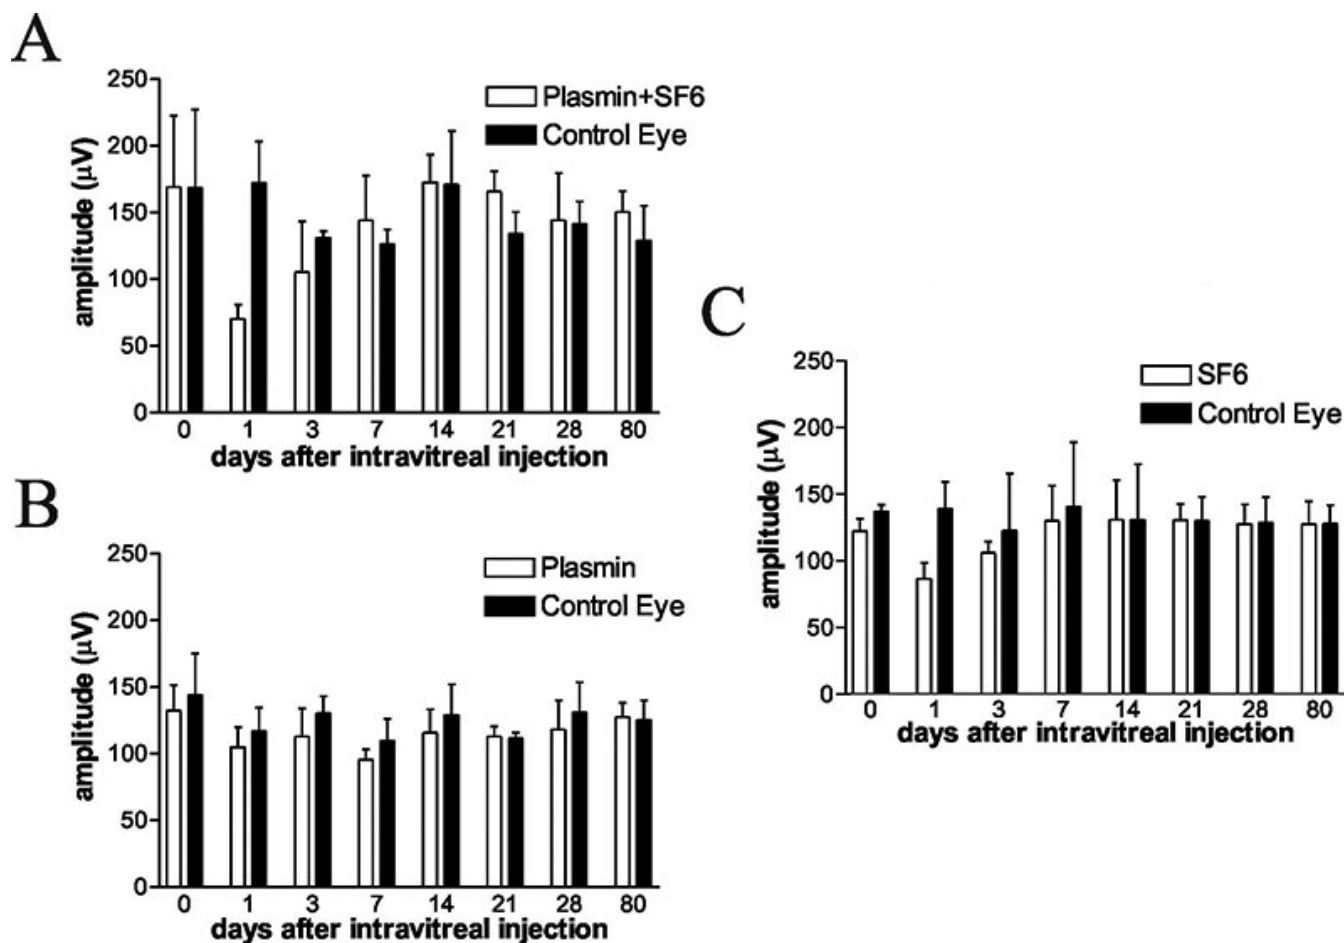 A
250
200
150
100
50
0
amplitude (µV)
Plasmin+SF6
Control Eye
0 1 3 7 14 21 28 80
days after intravitreal injection
B
250
200
150
100
50
0
amplitude (µV)
Plasmin
Control Eye
0 1 3 7 14 21 28 80
days after intravitreal injection
C
250
200
150
100
50
0
amplitude (µV)
SF6
Control Eye
0 1 3 7 14 21 28 80
days after intravitreal injection